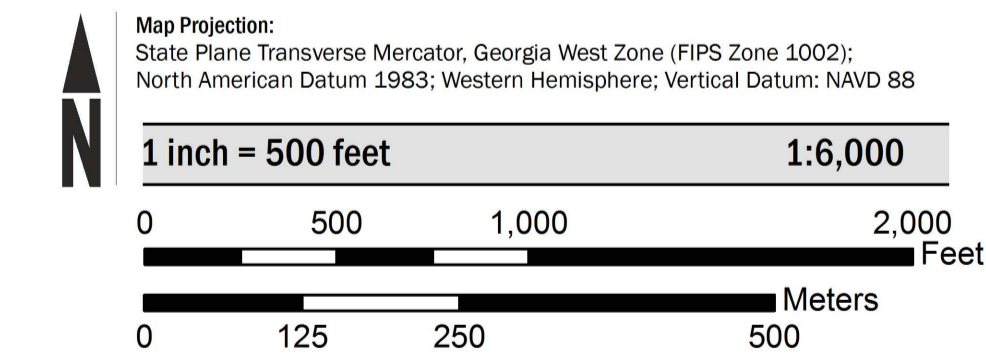 N
Map Projection:
State Plane Transverse Mercator, Georgia West Zone (FIPS Zone 1002);
North American Datum 1983; Western Hemisphere; Vertical Datum: NAVD 88
1 inch = 500 feet 1:6,000
0 500 1,000 2,000
Feet
Meters
0 125 250 500